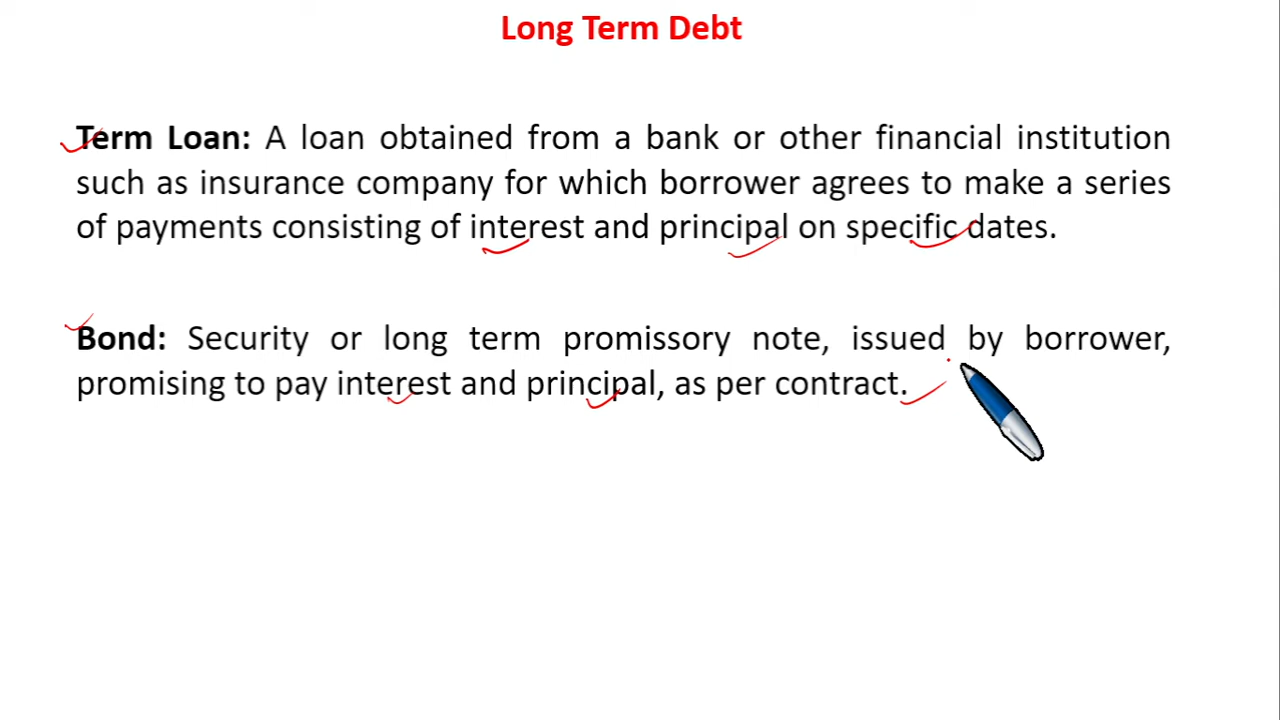 Long Term Debt
Term Loan: A loan obtained from a bank or other financial institution
such as insurance company for which borrower agrees to make a series
of payments consisting of interest and principal on specific dates.
Bond: Security or long term promissory note, issued by borrower,
promising to pay interest and principal, as per contract.